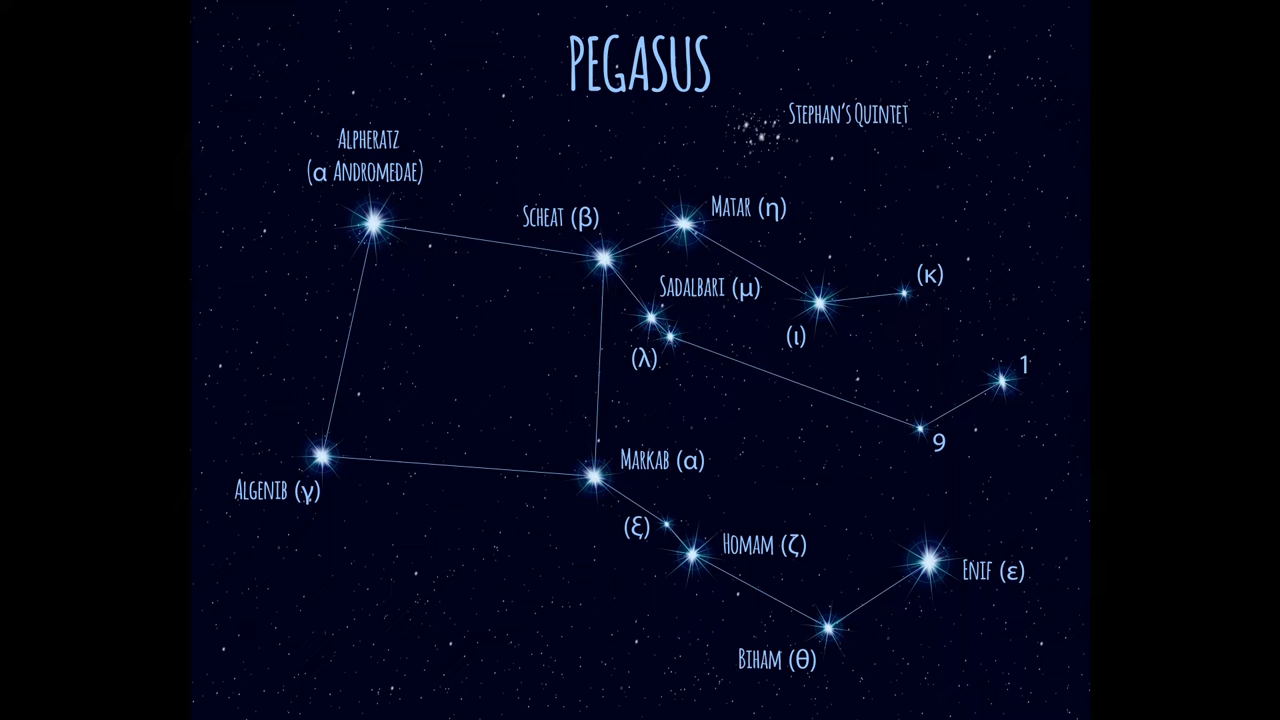 PEGASUS
STEPHAN'S QUINTET
ALPHERATZ
(α ANDROMEDAE)
SCHEAT (β)
MATAR (η)
SADALBARI (μ)
(κ)
(ι)
(λ)
1
9
MARKAB (α)
ALGENIB (γ)
(ξ)
HOMAM (ζ)
ENIF (ε)
BIHAM (θ)